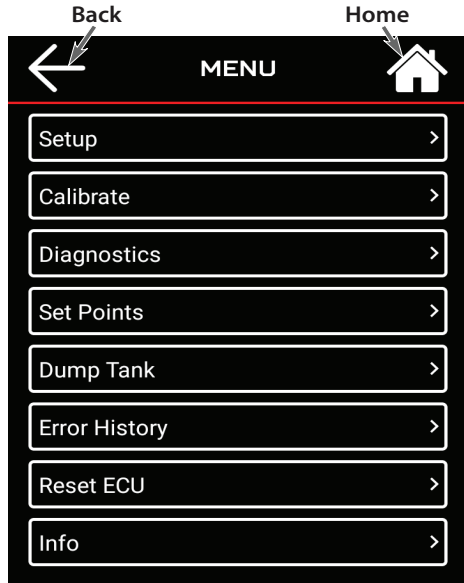 Back Home
MENU
Setup
Calibrate
Diagnostics
Set Points
Dump Tank
Error History
Reset ECU
Info